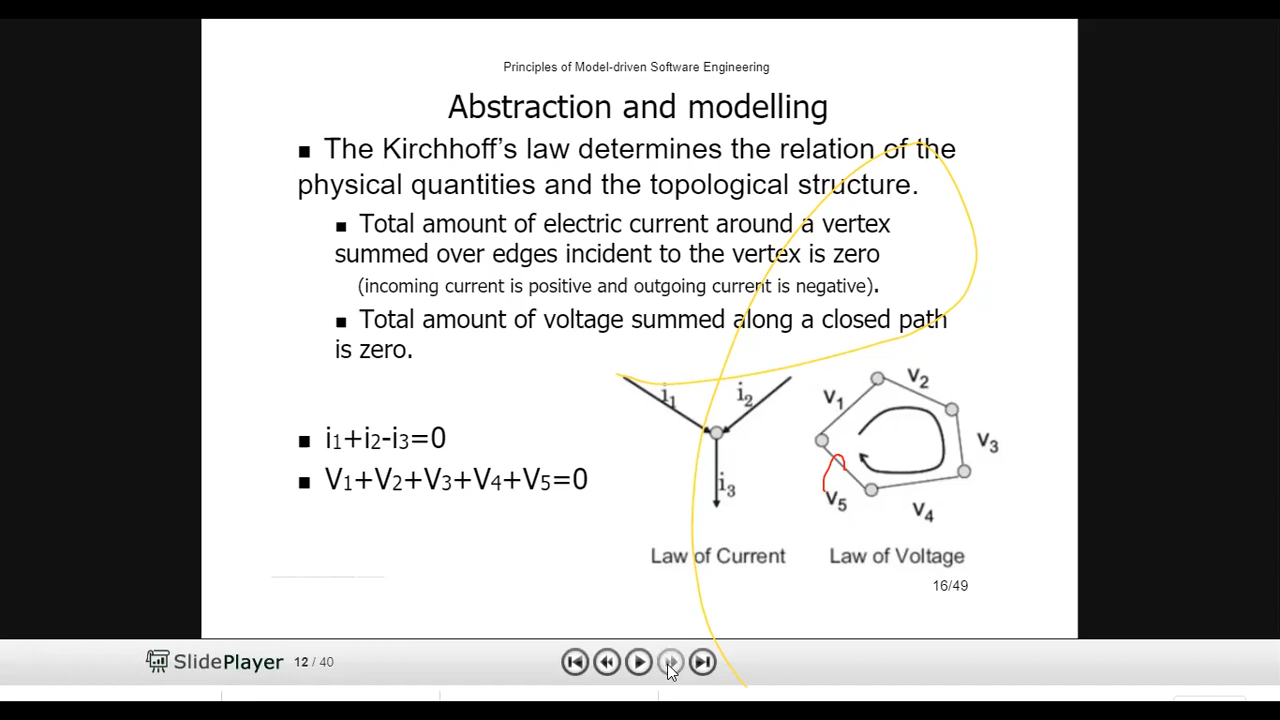 Principles of Model-driven Software Engineering
Abstraction and modelling
■ The Kirchhoff's law determines the relation of the
physical quantities and the topological structure.
■ Total amount of electric current around a vertex
summed over edges incident to the vertex is zero
(incoming current is positive and outgoing current is negative).
■ Total amount of voltage summed along a closed path
is zero.
■ i1+i2-i3=0
■ V1+V2+V3+V4+V5=0
i1
i2
i3
Law of Current
V1
V2
V3
V4
V5
Law of Voltage
16/49
SlidePlayer 12 / 40